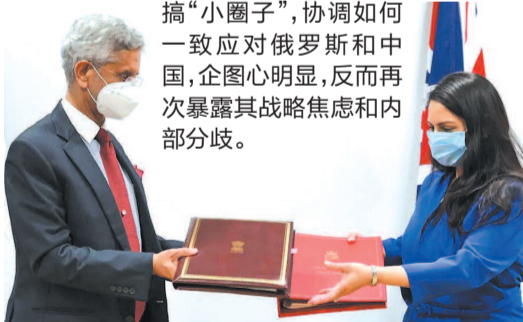 搞“小圈子”,协调如何
一致应对俄罗斯和中
国,企图心明显,反而再
次暴露其战略焦虑和内
部分歧。